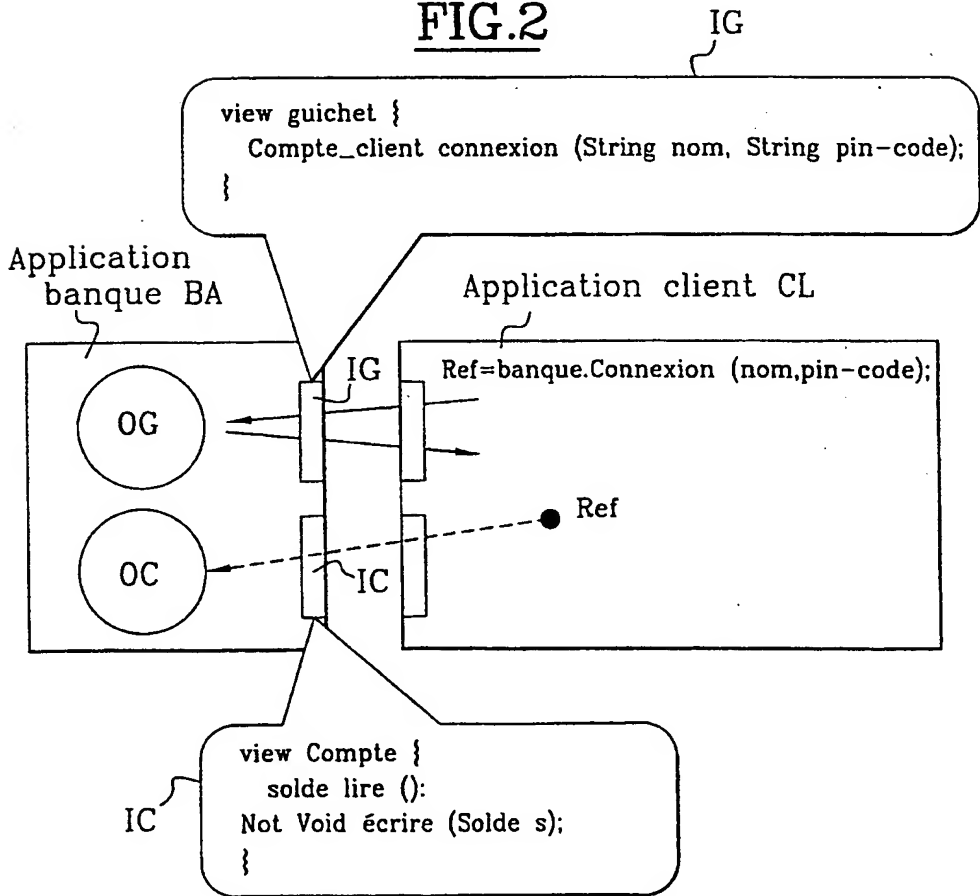 FIG.2
IG
view guichet {
Compte_client connexion (String nom, String pin-code);
}
Application
banque BA
Application client CL
IG
Ref=banque.Connexion (nom,pin-code);
OG
Ref
OC
IC
view Compte {
solde lire ():
Not Void écrire (Solde s);
}
IC